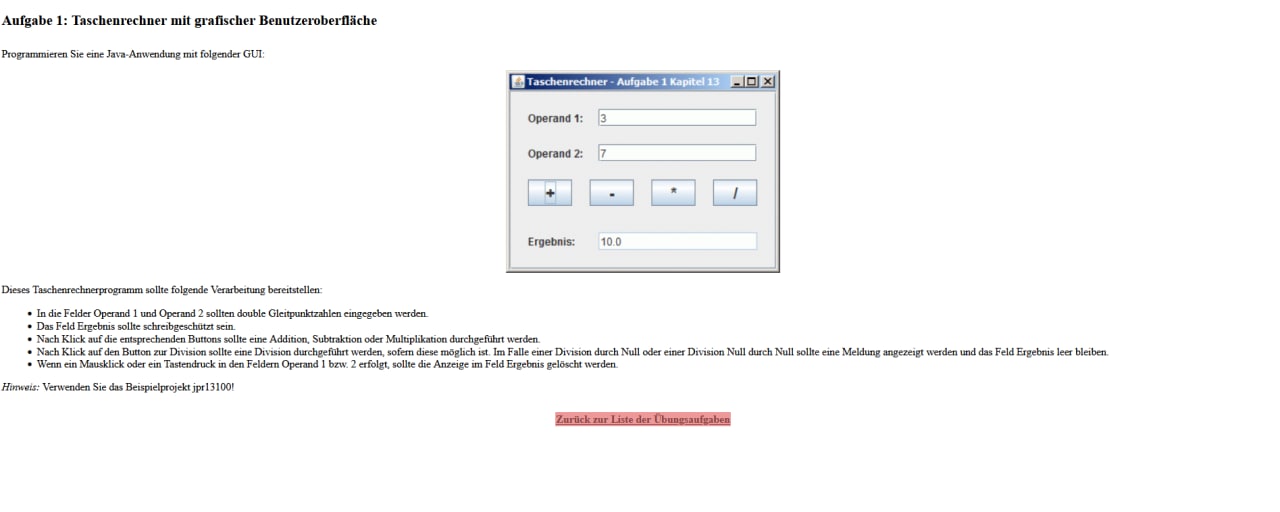 Aufgabe 1: Taschenrechner mit grafischer Benutzeroberfläche
Programmieren Sie eine Java-Anwendung mit folgender GUI:
Taschenrechner - Aufgabe 1 Kapitel 13
Operand 1: 3
Operand 2: 7
+ - * /
Ergebnis: 10.0
Dieses Taschenrechnerprogramm sollte folgende Verarbeitung bereitstellen:
• In die Felder Operand 1 und Operand 2 sollten double Gleitpunktzahlen eingegeben werden.
• Das Feld Ergebnis sollte schreibgeschützt sein.
• Nach Klick auf die entsprechenden Buttons sollte eine Addition, Subtraktion oder Multiplikation durchgeführt werden.
• Nach Klick auf den Button zur Division sollte eine Division durchgeführt werden, sofern diese möglich ist. Im Falle einer Division durch Null oder einer Division Null durch Null sollte eine Meldung angezeigt werden und das Feld Ergebnis leer bleiben.
• Wenn ein Mausklick oder ein Tastendruck in den Feldern Operand 1 bzw. 2 erfolgt, sollte die Anzeige im Feld Ergebnis gelöscht werden.
Hinweis: Verwenden Sie das Beispielprojekt jpr13100!
Zurück zur Liste der Übungsaufgaben